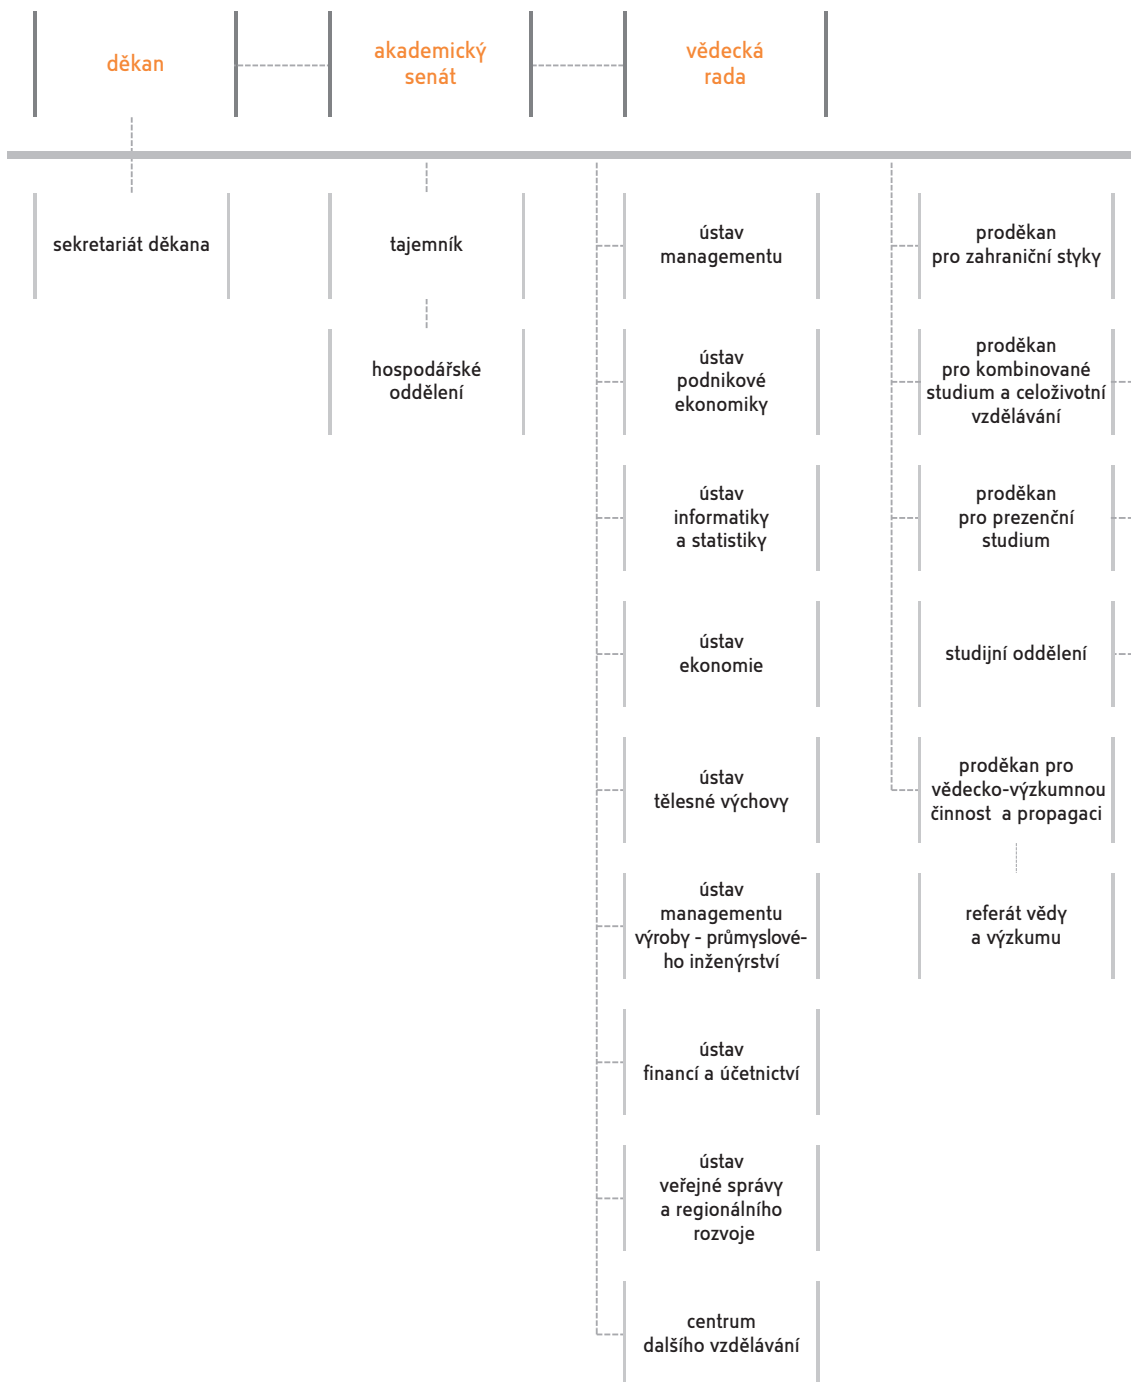 děkan
akademický
senát
vědecká
rada
sekretariát děkana
tajemník
hospodářské
oddělení
ústav
managementu
ústav
podnikové
ekonomiky
ústav
informatiky
a statistiky
ústav
ekonomie
ústav
tělesné výchovy
ústav
managementu
výroby - průmyslové-
ho inženýrství
ústav
financí a účetnictví
ústav
veřejné správy
a regionálního
rozvoje
centrum
dalšího vzdělávání
proděkan
pro zahraniční styky
proděkan
pro kombinované
studium a celoživotní
vzdělávání
proděkan
pro prezenční
studium
studijní oddělení
proděkan pro
vědecko-výzkumnou
činnost a propagaci
referát vědy
a výzkumu